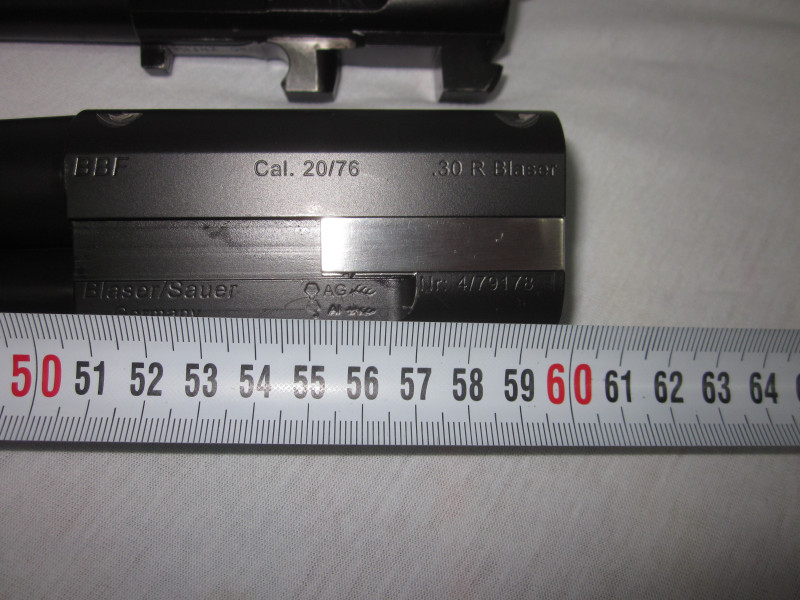 BBF Cal. 20/76 .30 R Blaser
Blaser/Sauer AG Nr: 4/79178
Germany
50 51 52 53 54 55 56 57 58 59 60 61 62 63 64